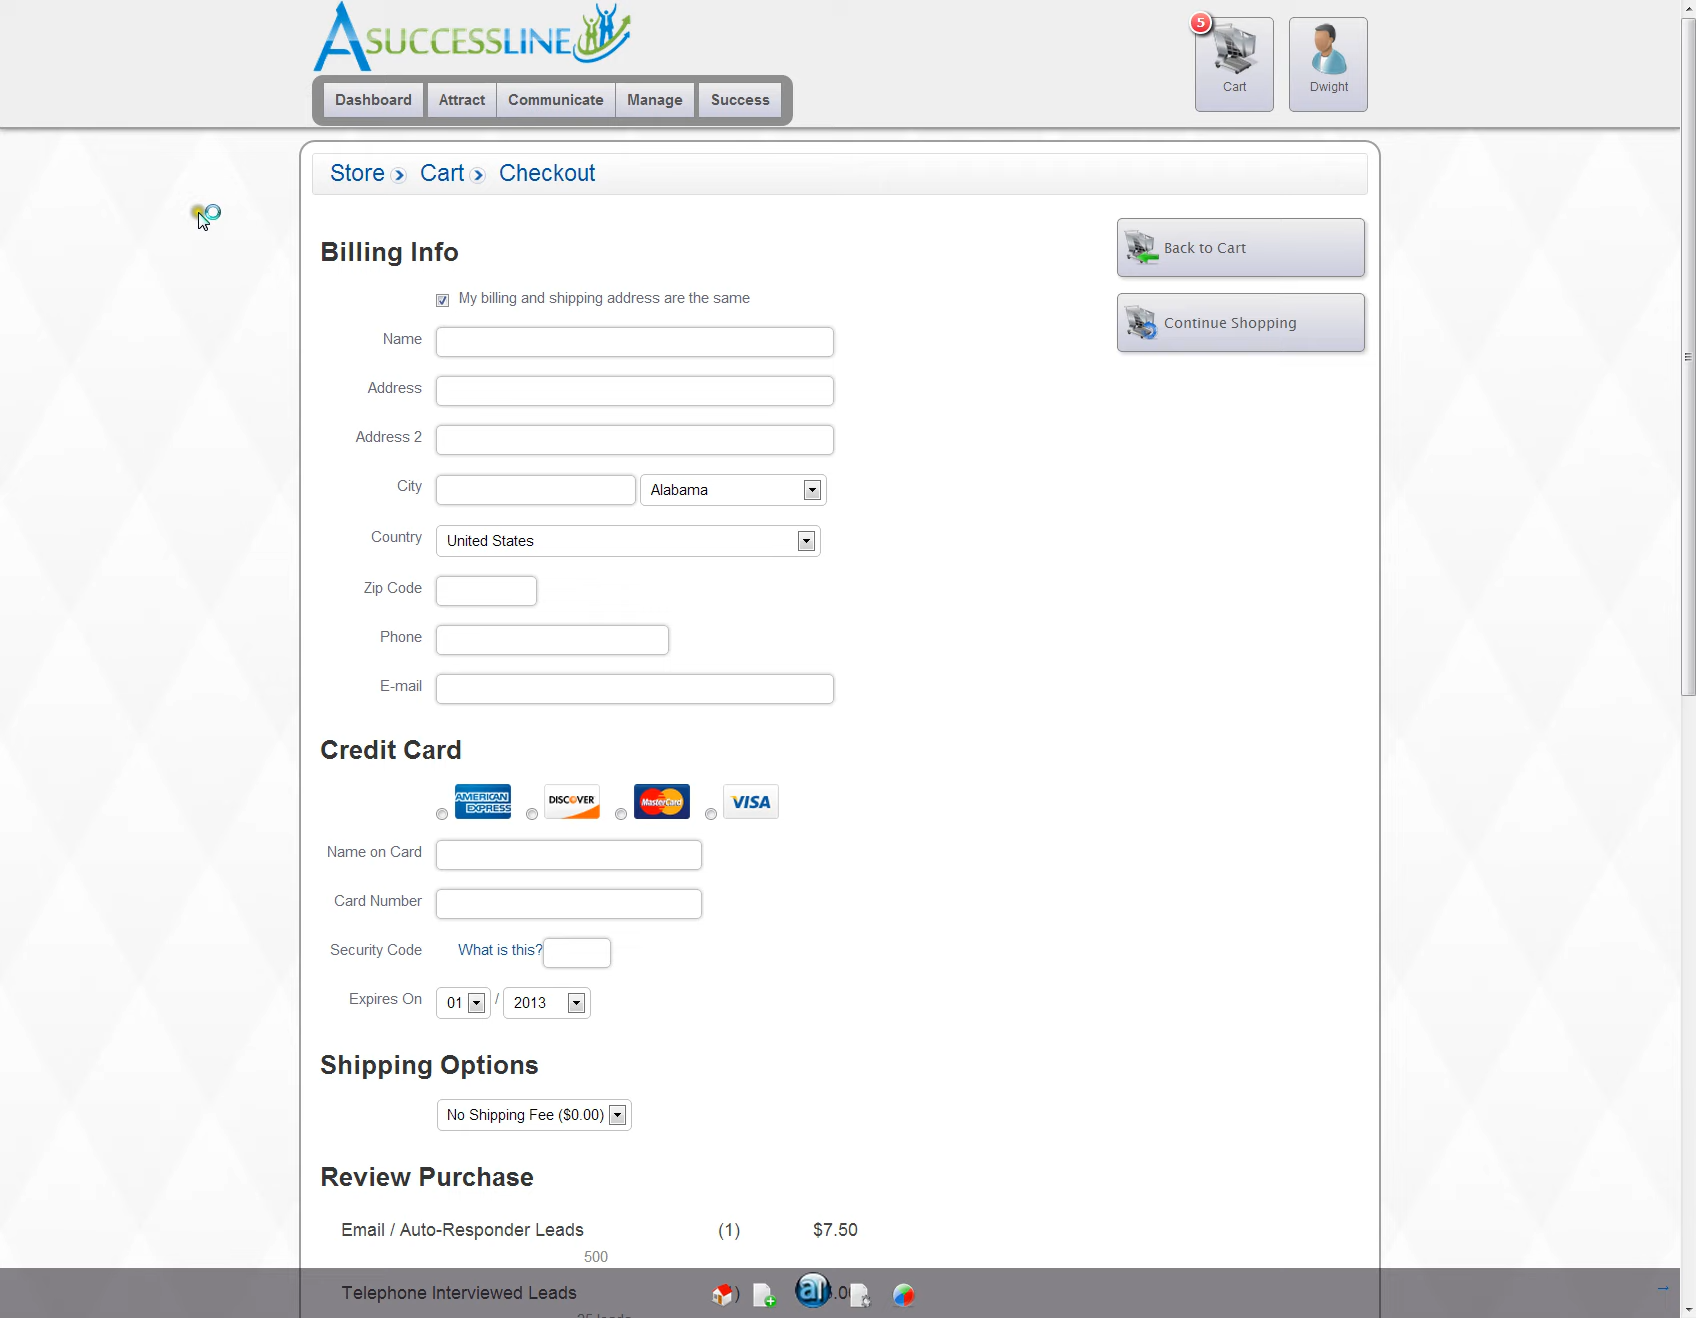 ASUCCESSLINE
5
Cart
Dwight
Dashboard
Attract
Communicate
Manage
Success
Store
Cart
Checkout
Billing Info
Back to Cart
My billing and shipping address are the same
Continue Shopping
Name
Address
Address 2
City
Alabama
Country
United States
Zip Code
Phone
E-mail
Credit Card
AMERICAN EXPRESS
DISCOVER
MasterCard
VISA
Name on Card
Card Number
Security Code
What is this?
Expires On
01
/
2013
Shipping Options
No Shipping Fee ($0.00)
Review Purchase
Email / Auto-Responder Leads
(1)
$7.50
500
Telephone Interviewed Leads